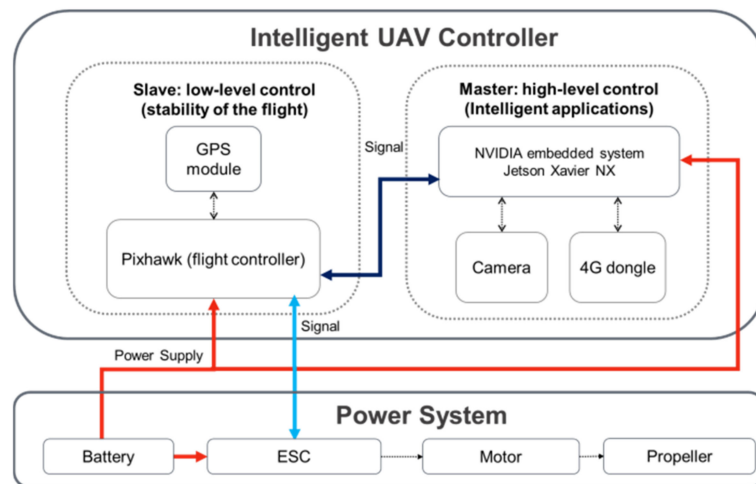 Intelligent UAV Controller
Slave: low-level control
(stability of the flight)
Master: high-level control
(Intelligent applications)
GPS
module
Signal
NVIDIA embedded system
Jetson Xavier NX
Pixhawk (flight controller)
Camera
4G dongle
Signal
Power Supply
Power System
Battery
ESC
Motor
Propeller